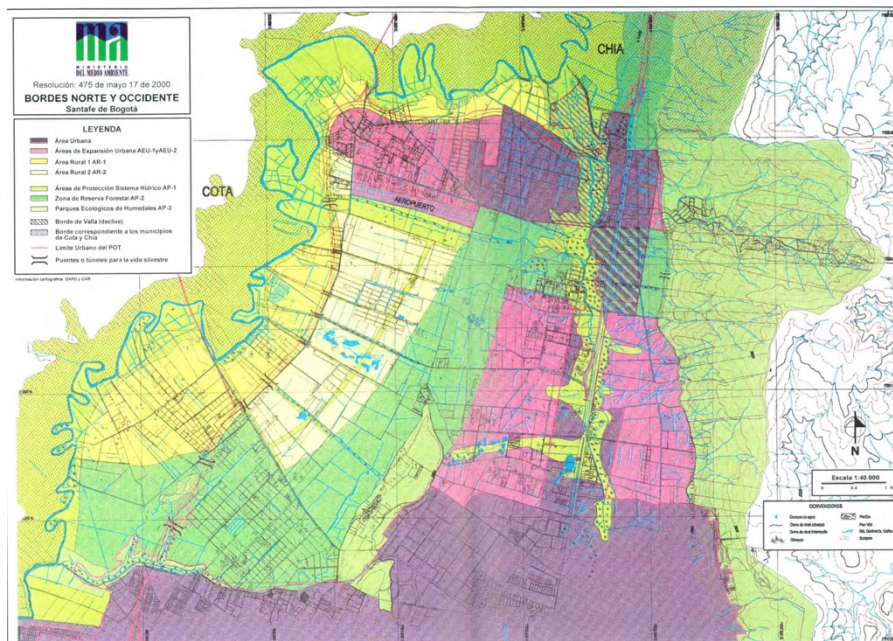 MINISTERIO
DEL MEDIO AMBIENTE
Resolución: 475 de mayo 17 de 2000
BORDES NORTE Y OCCIDENTE
Santafe de Bogotá
LEYENDA
Área Urbana
Áreas de Expansión Urbana AEU-1yAEU-2
Área Rural 1 AR-1
Área Rural 2 AR-2
Áreas de Protección Sistema Hídrico AP-1
Zona de Reserva Forestal AP-2
Parques Ecológicos de Humedales AP-3
Borde de Valla (declive)
Borde correspondiente a los municipios
de Cota y Chia
Limite Urbano del POT
Puentes o túneles para la vida silvestre
Información cartográfica: DAPD y CAR
CHIA
COTA
AEROPUERTO
N
Escala 1:40.000
CONVENCIONES